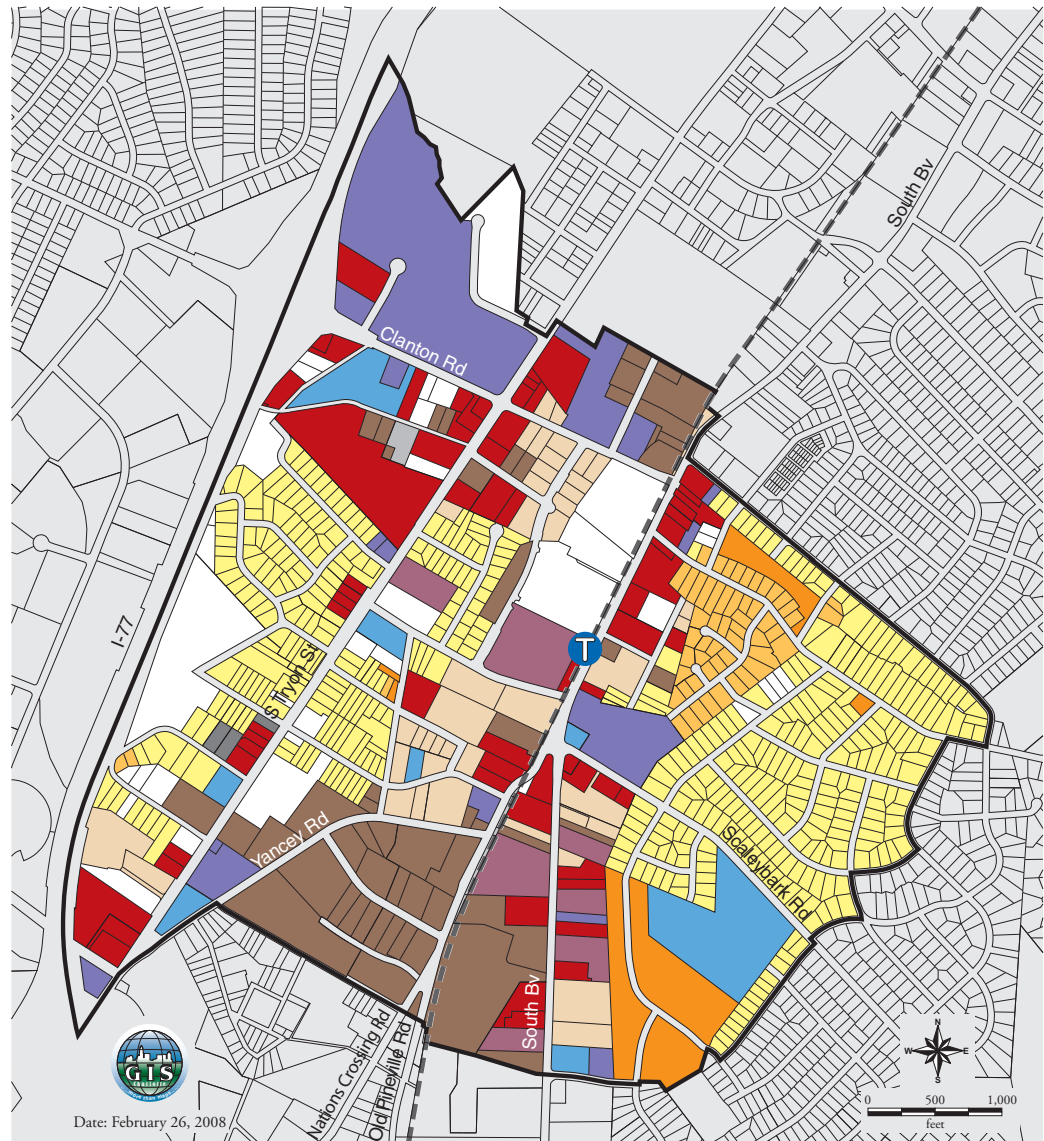 South Bv
Clanton Rd
I-77
S Tryon St
T
Yancey Rd
Scaleybark Rd
South Bv
Nations Crossing Rd
Old Pineville Rd
GIS
Charlotte
Date: February 26, 2008
N
W
E
S
0 500 1,000
feet